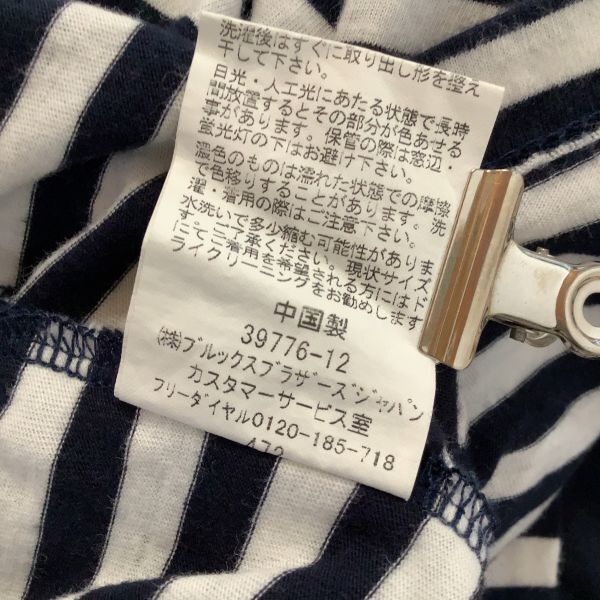 洗濯後はすぐに取り出し形を整え
干して下さい。
日光・人工光にあたる状態で長時
間放置するとその部分が色あせる
事があります。保管の際は窓辺・
蛍光灯の下はお避け下さい。
濃色のものは濡れた状態での摩擦
で色移りすることがあります。洗
濯・着用の際はご注意下さい。
水洗いで多少縮む可能性がありま
す。ご了承ください。現状サイズ
にてご着用を希望される方にはド
ライクリーニングをお勧めします
中国製
39776-12
㈱ブルックスブラザーズジャパン
カスタマーサービス室
フリーダイヤル0120-185-718